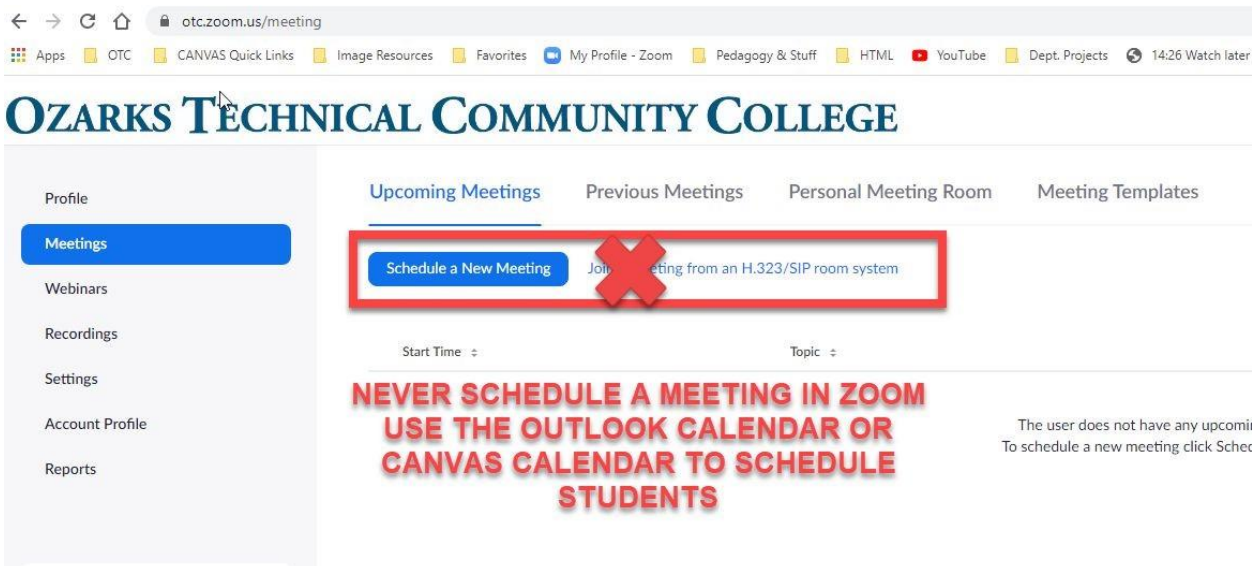 otc.zoom.us/meeting
Apps OTC CANVAS Quick Links Image Resources Favorites My Profile - Zoom Pedagogy & Stuff HTML YouTube Dept. Projects 14:26 Watch later
OZARKS TECHNICAL COMMUNITY COLLEGE
Profile
Meetings
Webinars
Recordings
Settings
Account Profile
Reports
Upcoming Meetings Previous Meetings Personal Meeting Room Meeting Templates
Schedule a New Meeting
from an H.323/SIP room system
Start Time Topic
NEVER SCHEDULE A MEETING IN ZOOM
USE THE OUTLOOK CALENDAR OR
CANVAS CALENDAR TO SCHEDULE
STUDENTS
The user does not have any
To schedule a new meeting click